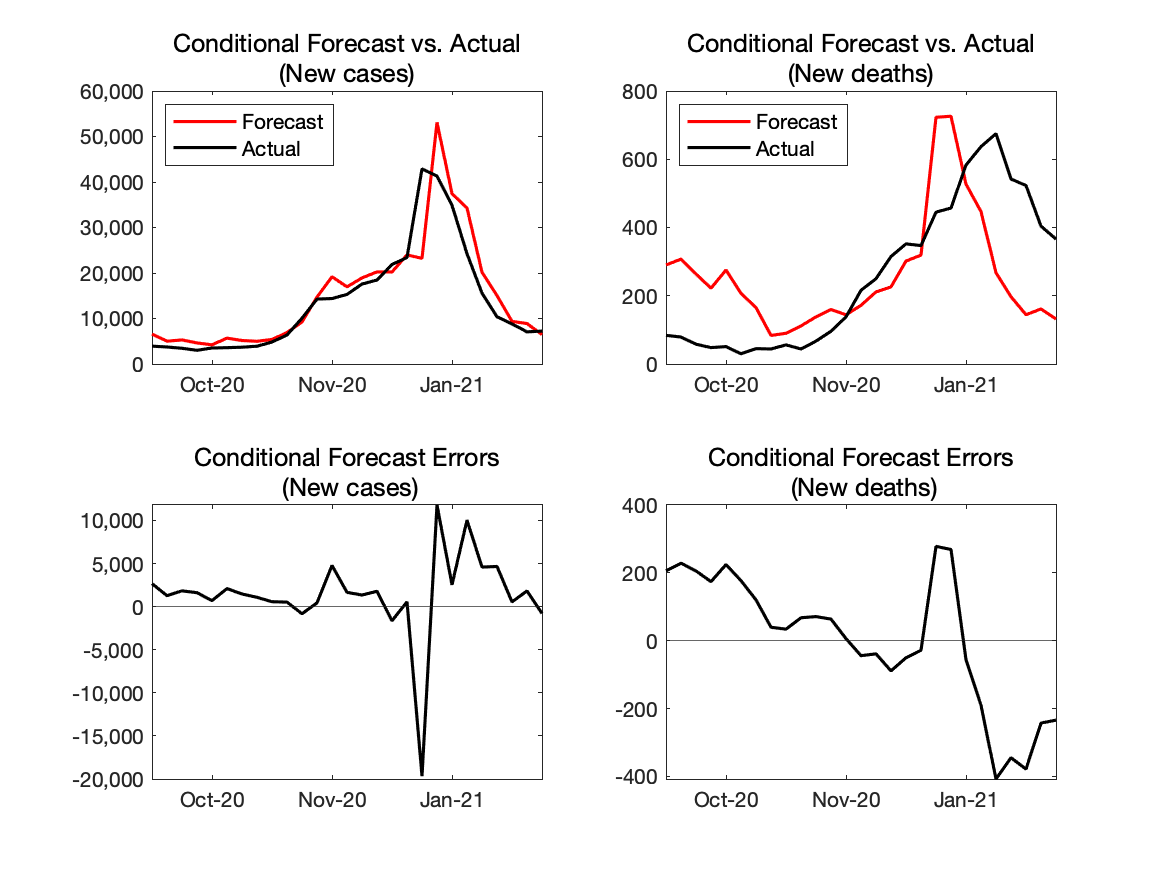 Conditional Forecast vs. Actual
(New cases)
60,000
50,000
40,000
30,000
20,000
10,000
0
Forecast
Actual
Oct-20
Nov-20
Jan-21
Conditional Forecast vs. Actual
(New deaths)
800
600
400
200
0
Forecast
Actual
Oct-20
Nov-20
Jan-21
Conditional Forecast Errors
(New cases)
10,000
5,000
0
-5,000
-10,000
-15,000
-20,000
Oct-20
Nov-20
Jan-21
Conditional Forecast Errors
(New deaths)
400
200
0
-200
-400
Oct-20
Nov-20
Jan-21